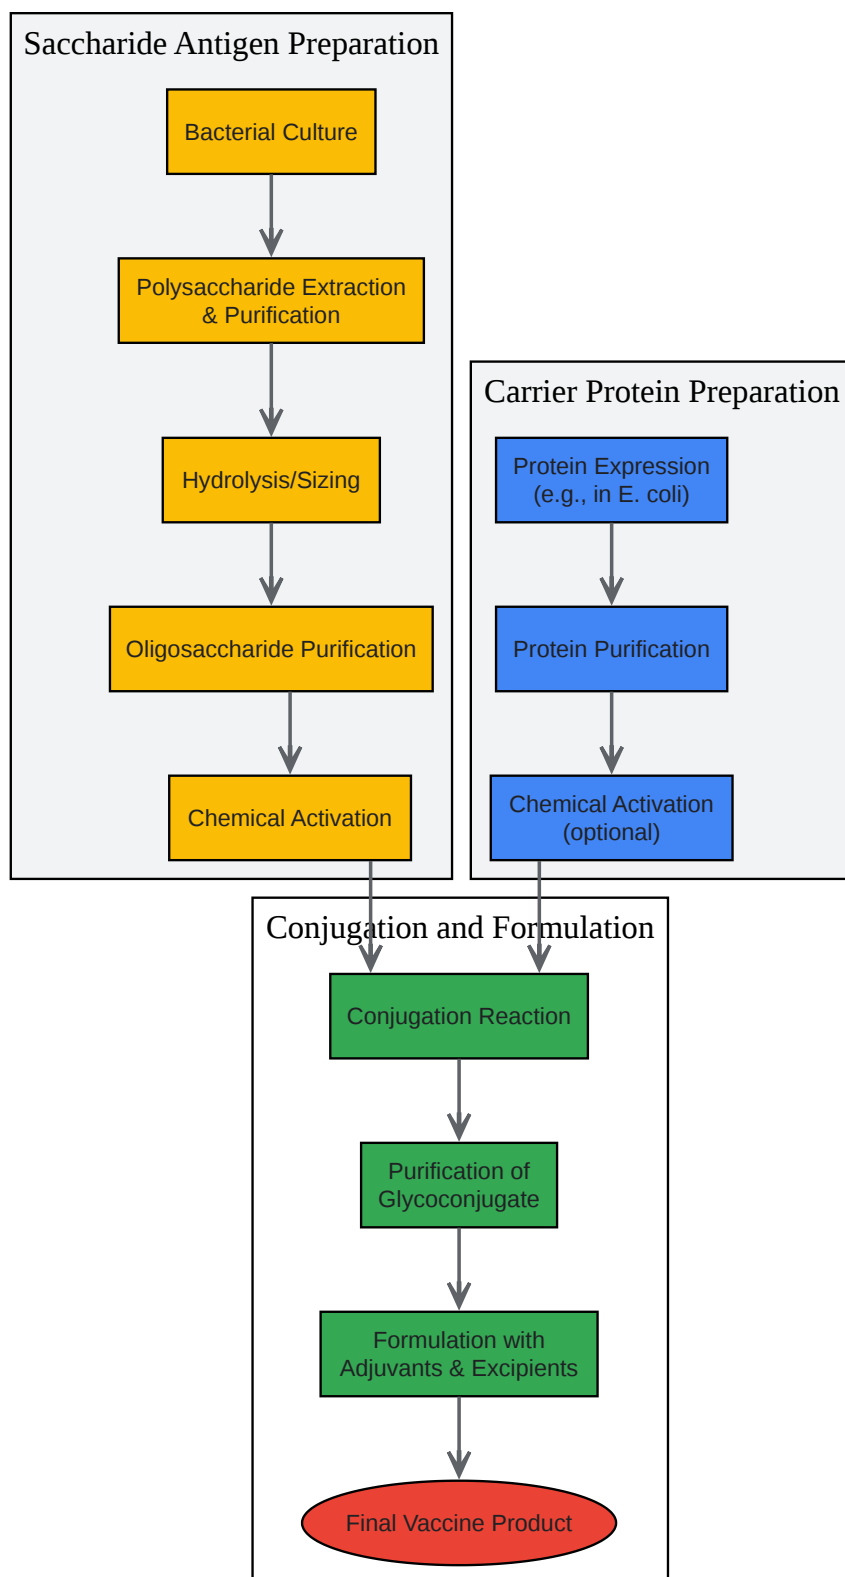 Saccharide Antigen Preparation
Bacterial Culture
Polysaccharide Extraction
& Purification
Hydrolysis/Sizing
Oligosaccharide Purification
Chemical Activation
Carrier Protein Preparation
Protein Expression
(e.g., in E. coli)
Protein Purification
Chemical Activation
(optional)
Conjugation and Formulation
Conjugation Reaction
Purification of
Glycoconjugate
Formulation with
Adjuvants & Excipients
Final Vaccine Product